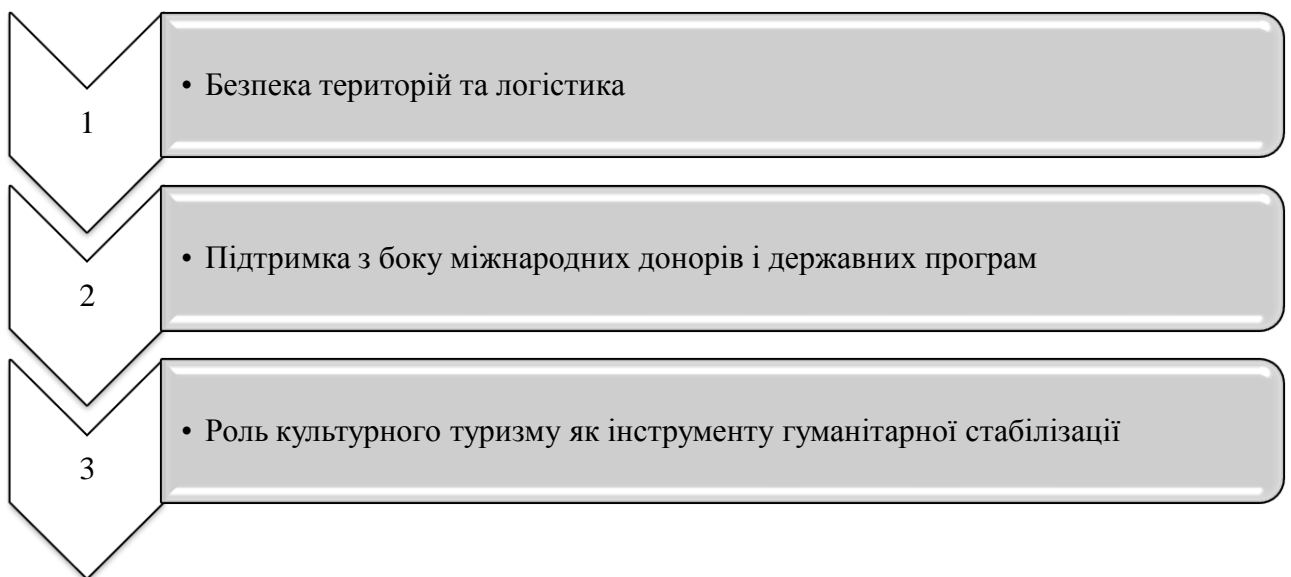 1
• Безпека територій та логістика
2
• Підтримка з боку міжнародних донорів і державних програм
3
• Роль культурного туризму як інструменту гуманітарної стабілізації